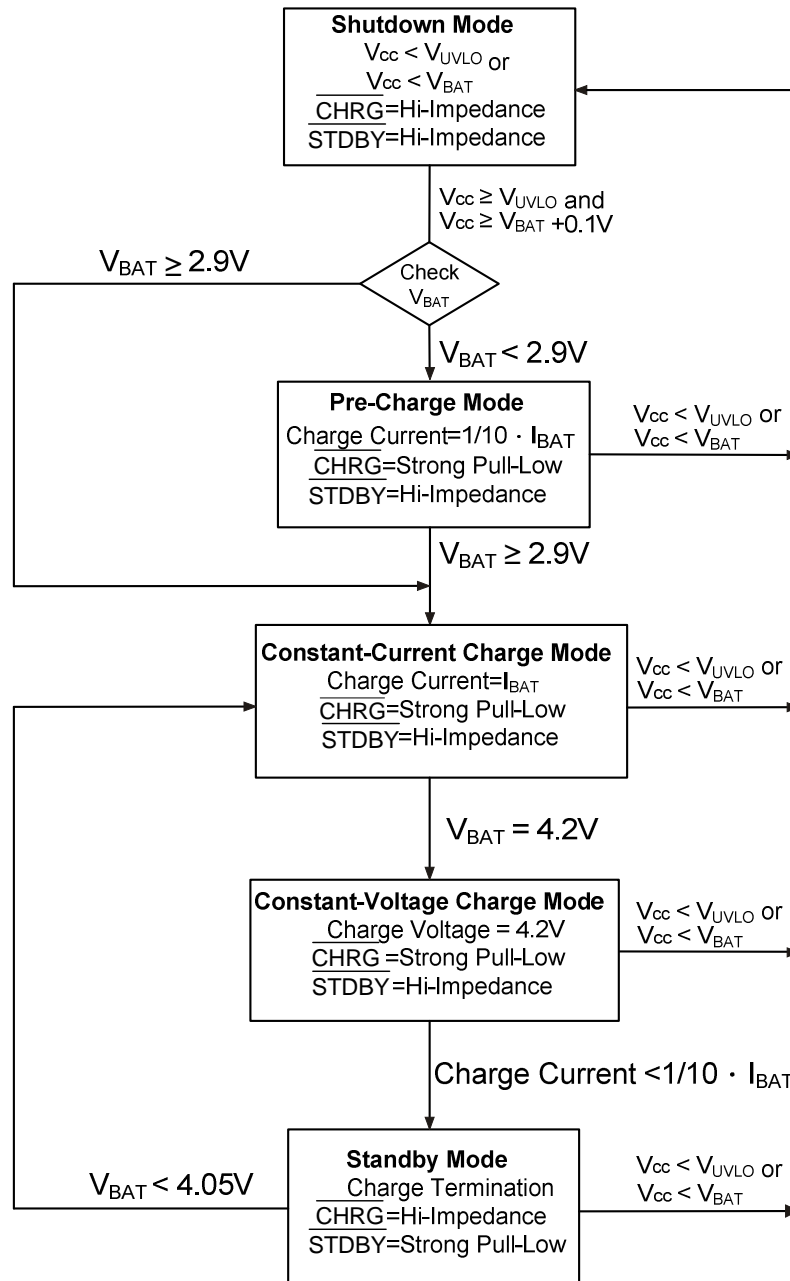 Shutdown Mode
Vcc < VUVLO or
Vcc < VBAT
CHRG=Hi-Impedance
STDBY=Hi-Impedance
Vcc ≥ VUVLO and
Vcc ≥ VBAT +0.1V
VBAT ≥ 2.9V
Check
VBAT
VBAT < 2.9V
Pre-Charge Mode
Charge Current=1/10 · IBAT
CHRG=Strong Pull-Low
STDBY=Hi-Impedance
Vcc < VUVLO or
Vcc < VBAT
VBAT ≥ 2.9V
Constant-Current Charge Mode
Charge Current=IBAT
CHRG=Strong Pull-Low
STDBY=Hi-Impedance
Vcc < VUVLO or
Vcc < VBAT
VBAT = 4.2V
Constant-Voltage Charge Mode
Charge Voltage = 4.2V
CHRG=Strong Pull-Low
STDBY=Hi-Impedance
Vcc < VUVLO or
Vcc < VBAT
Charge Current <1/10 · IBAT
VBAT < 4.05V
Standby Mode
Charge Termination
CHRG=Hi-Impedance
STDBY=Strong Pull-Low
Vcc < VUVLO or
Vcc < VBAT